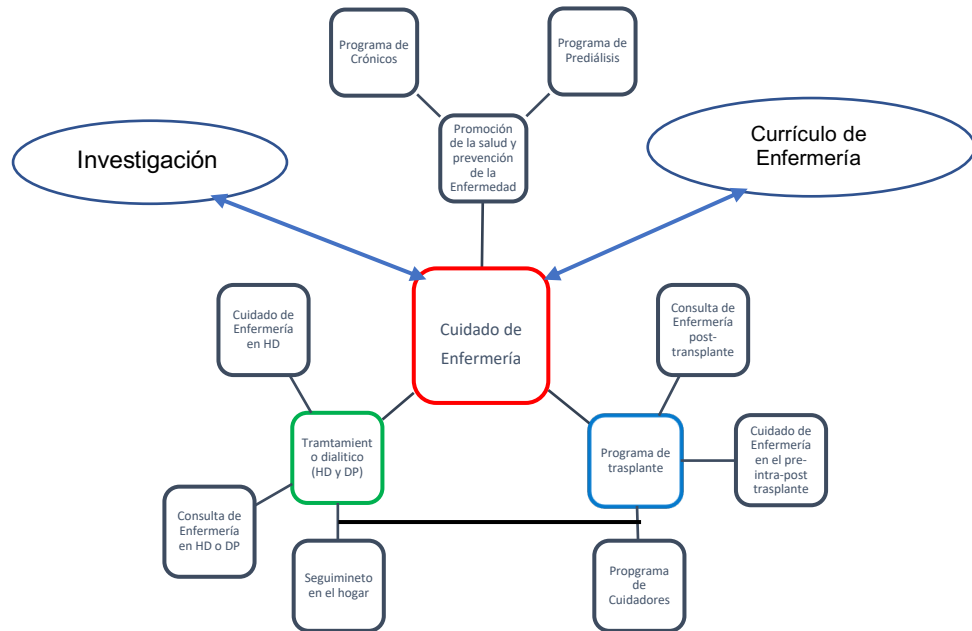 Programa de
Crónicos
Programa de
Prediálisis
Promoción
de la salud y
prevención
de la
Enfermedad
Investigación
Currículo de
Enfermería
Cuidado de
Enfermería
Cuidado de
Enfermería
en HD
Consulta de
Enfermería
post-
transplante
Tramtamient
o dialitico
(HD y DP)
Programa de
trasplante
Cuidado de
Enfermería
en el pre-
intra-post
trasplante
Consulta de
Enfermería
en HD o DP
Seguimineto
en el hogar
Propgrama
de
Cuidadores